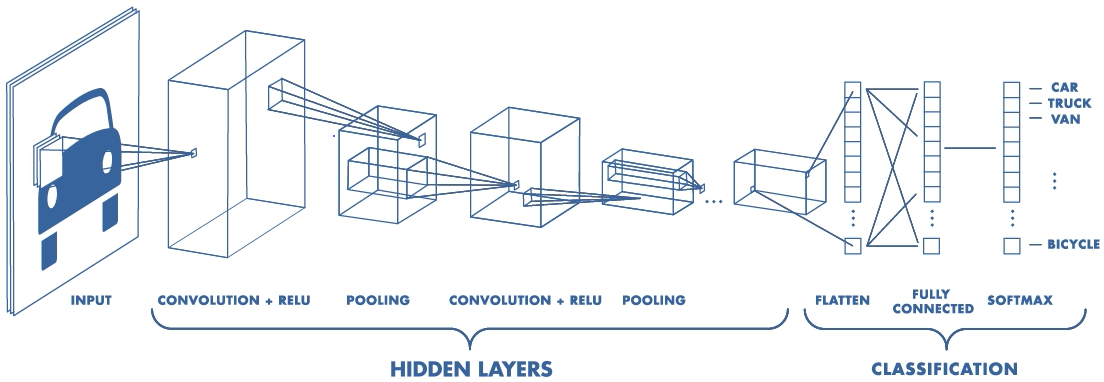 CAR
TRUCK
VAN
BICYCLE
INPUT
CONVOLUTION + RELU
POOLING
CONVOLUTION + RELU
POOLING
FLATTEN
FULLY
CONNECTED
SOFTMAX
HIDDEN LAYERS
CLASSIFICATION